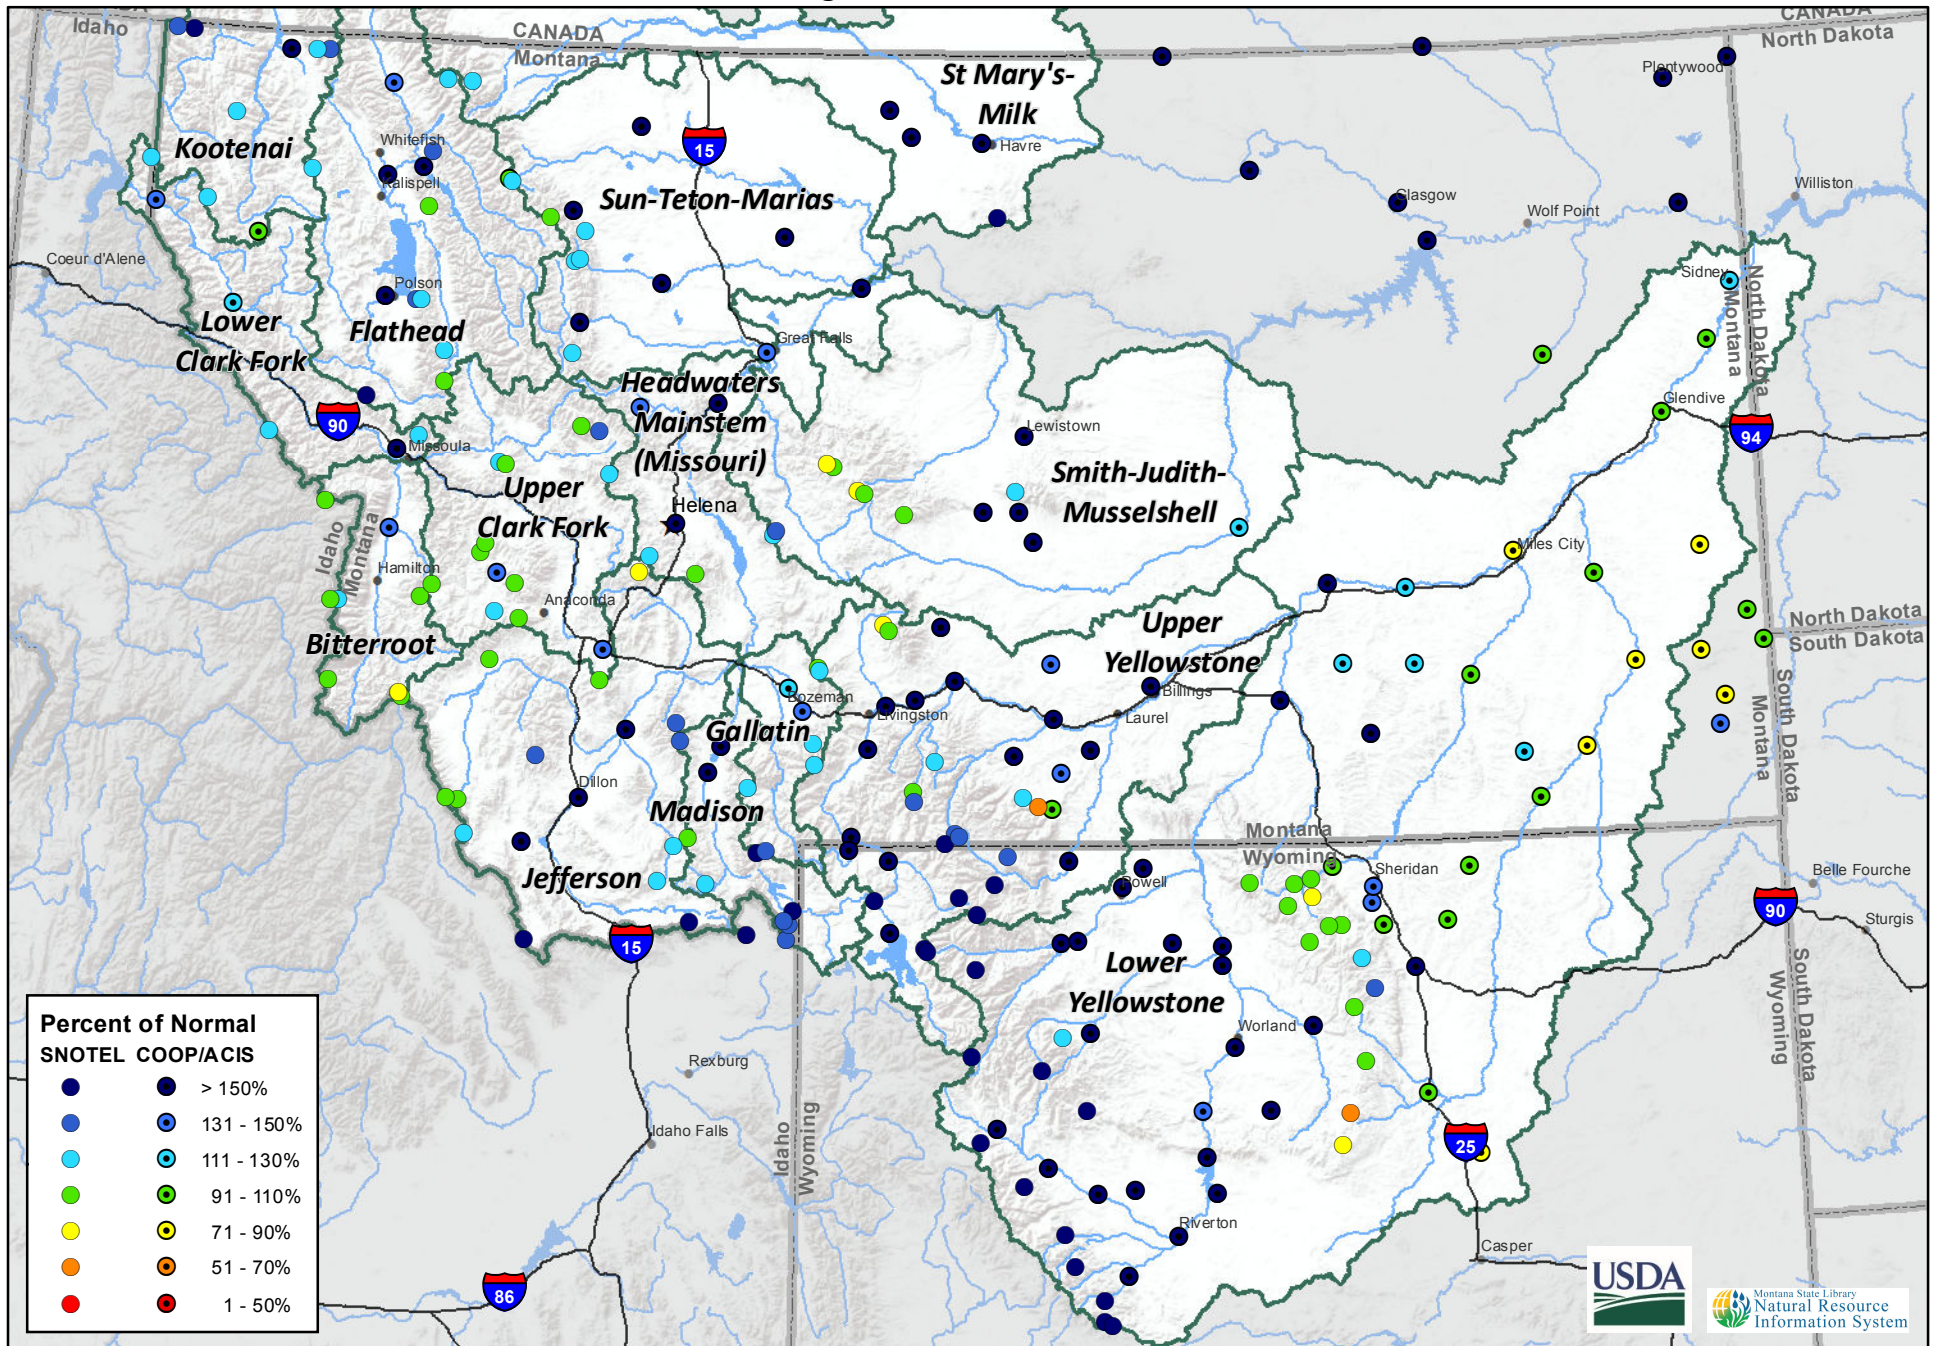 Idaho
CANADA
Montana
CANADA
North Dakota
St Mary's-
Milk
Plentywood
Kootenai
Whitefish
Kalispell
15
Havre
Sun-Teton-Marias
Glasgow
Wolf Point
Williston
Coeur d'Alene
Polson
Sidney
Montana
North Dakota
Lower
Clark Fork
Flathead
Great Falls
Headwaters
Mainstem
(Missouri)
Glendive
90
94
Missoula
Lewistown
Smith-Judith-
Musselshell
Upper
Clark Fork
Helena
Idaho
Montana
Hamilton
Miles City
Anaconda
Bitterroot
Upper
Yellowstone
North Dakota
South Dakota
Bozeman
Livingston
Billings
Laurel
Gallatin
Montana
South Dakota
Dillon
Madison
Montana
Wyoming
Sheridan
Jefferson
Powell
Belle Fourche
90
Sturgis
15
Lower
Yellowstone
Wyoming
South Dakota
Worland
Rexburg
Idaho Falls
Idaho
Wyoming
25
Riverton
Casper
86
Percent of Normal
SNOTEL COOP/ACIS
> 150%
131 - 150%
111 - 130%
91 - 110%
71 - 90%
51 - 70%
1 - 50%
USDA
Montana State Library
Natural Resource
Information System